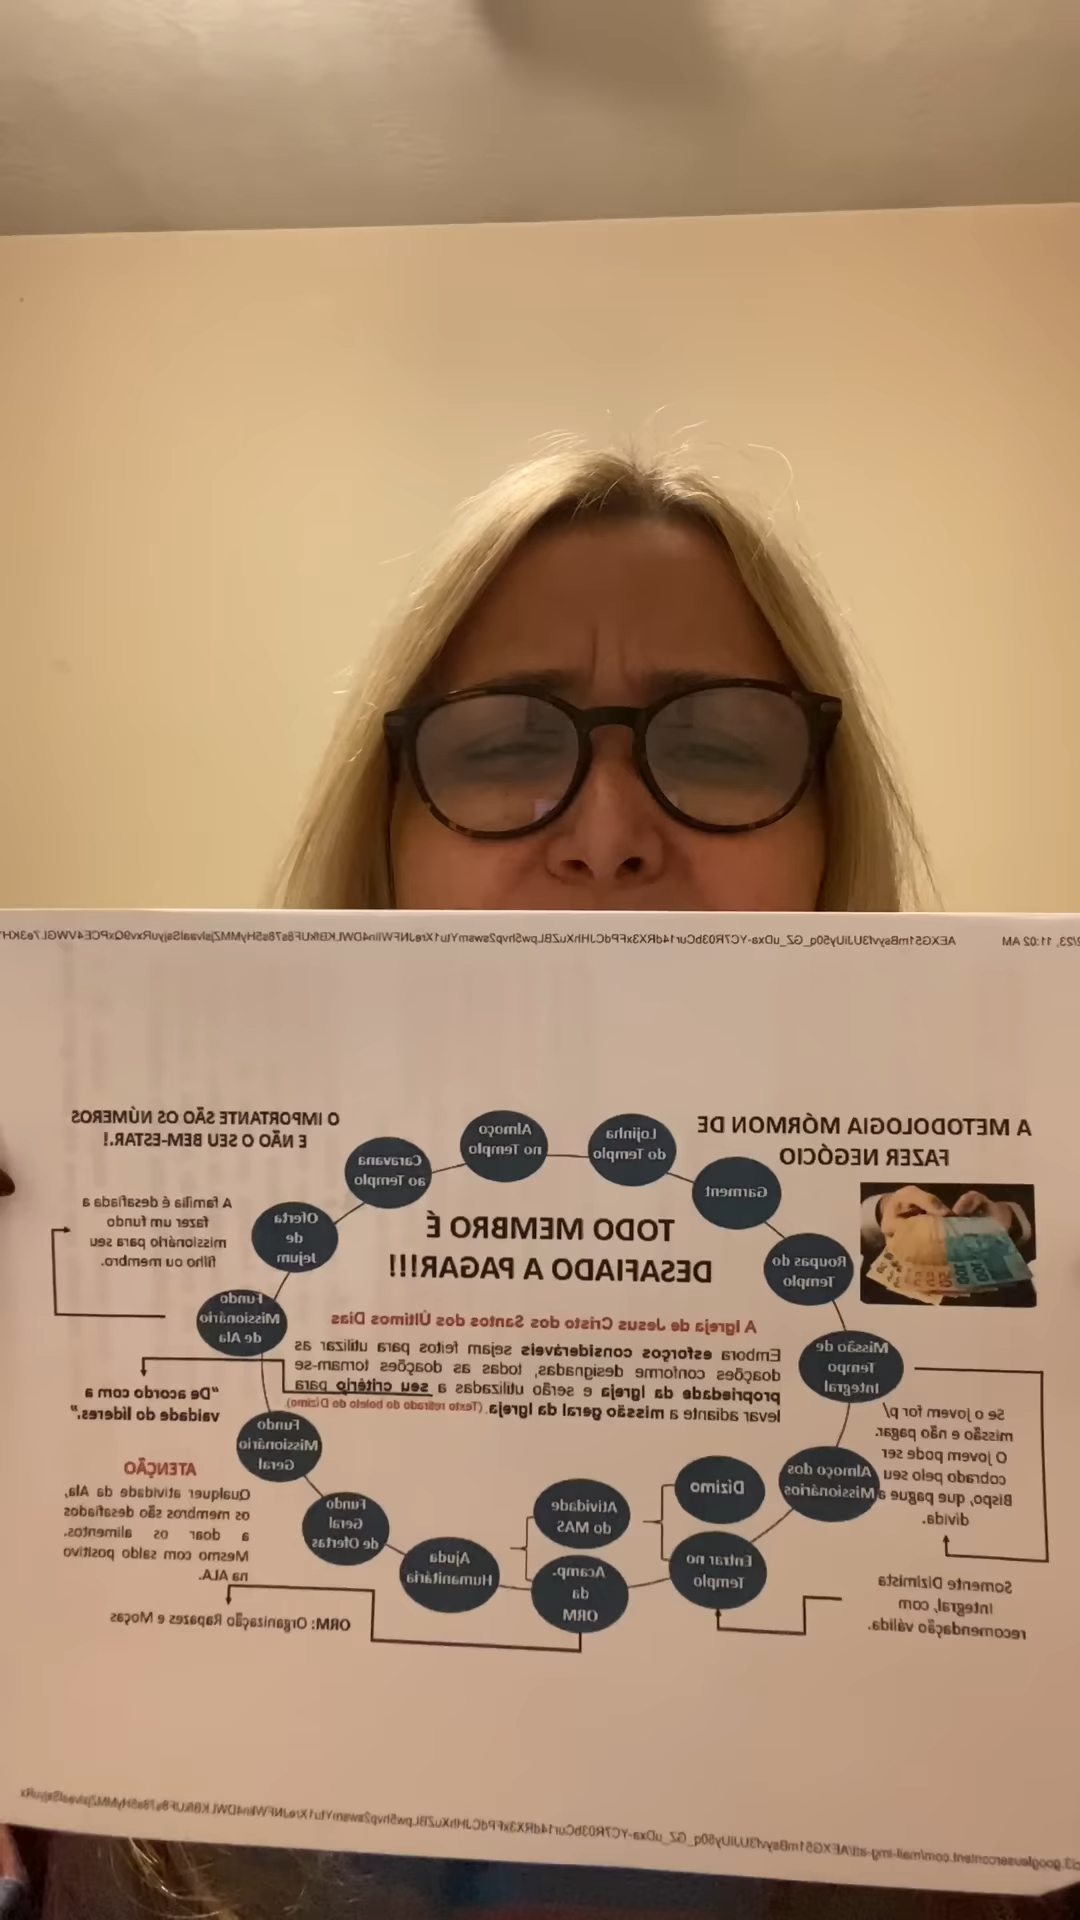 A METODOLOGIA MÓRMON DE
FAZER NEGÓCIO
O IMPORTANTE SÃO OS NÚMEROS
E NÃO O SEU BEM-ESTAR.!
TODO MEMBRO É
DESAFIADO A PAGAR!!!
A Igreja de Jesus Cristo dos Santos dos Últimos Dias
Embora esforços consideráveis sejam feitos para utilizar as
doações conforme designadas, todas as doações tornam-se
propriedade da Igreja e serão utilizadas a seu critério para
levar adiante a missão geral da Igreja. (Texto retirado do boleto do Dízimo)
Lojinha
do Templo
Almoço
no Templo
Caravana
ao Templo
Oferta
de
Jejum
Fundo
Missionário
de Ala
Fundo
Missionário
Geral
Fundo
Geral
de Ofertas
Ajuda
Humanitária
Atividade
do MAS
Acamp.
da
ORM
Dízimo
Entrar no
Templo
Almoço dos
Missionários
Missão de
Tempo
Integral
Roupas do
Templo
Garment
A família é desafiada a
fazer um fundo
missionário para seu
filho ou membro.
"De acordo com a
vaidade do líderes."
ATENÇÃO
Qualquer atividade da Ala,
os membros são desafiados
a doar os alimentos.
Mesmo com saldo positivo
na ALA.
ORM: Organização Rapazes e Moças
Se o jovem for p/
missão e não pagar.
O jovem pode ser
cobrado pelo seu
Bispo, que pague a
divida.
Somente Dizimista
Integral, com
recomendação válida.
11:02 AM